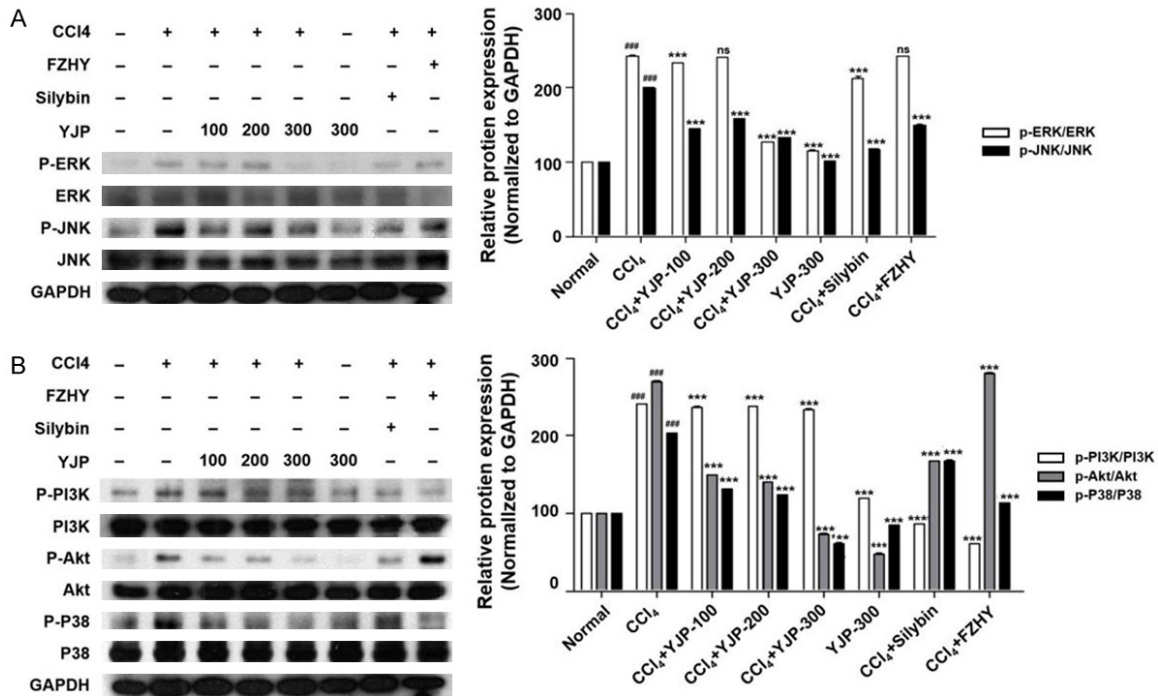 A
CCl4 – + + + + – + +
FZHY – – – – – – – +
Silybin – – – – – – + –
YJP – – 100 200 300 300 – –
P-ERK
ERK
P-JNK
JNK
GAPDH
Relative protien expression
(Normalized to GAPDH)
300
200
100
0
### ### *** *** ns *** *** *** *** *** *** *** ns ***
Normal
CCl₄
CCl₄+YJP-100
CCl₄+YJP-200
CCl₄+YJP-300
YJP-300
CCl₄+Silybin
CCl₄+FZHY
p-ERK/ERK
p-JNK/JNK
B
CCl4 – + + + + – + +
FZHY – – – – – – – +
Silybin – – – – – – + –
YJP – – 100 200 300 300 – –
P-PI3K
PI3K
P-Akt
Akt
P-P38
P38
GAPDH
Relative protien expression
(Normalized to GAPDH)
300
200
100
0
### ### ### *** *** *** *** *** *** *** *** *** *** *** *** *** *** *** *** *** ***
Normal
CCl₄
CCl₄+YJP-100
CCl₄+YJP-200
CCl₄+YJP-300
YJP-300
CCl₄+Silybin
CCl₄+FZHY
p-PI3K/PI3K
p-Akt/Akt
p-P38/P38